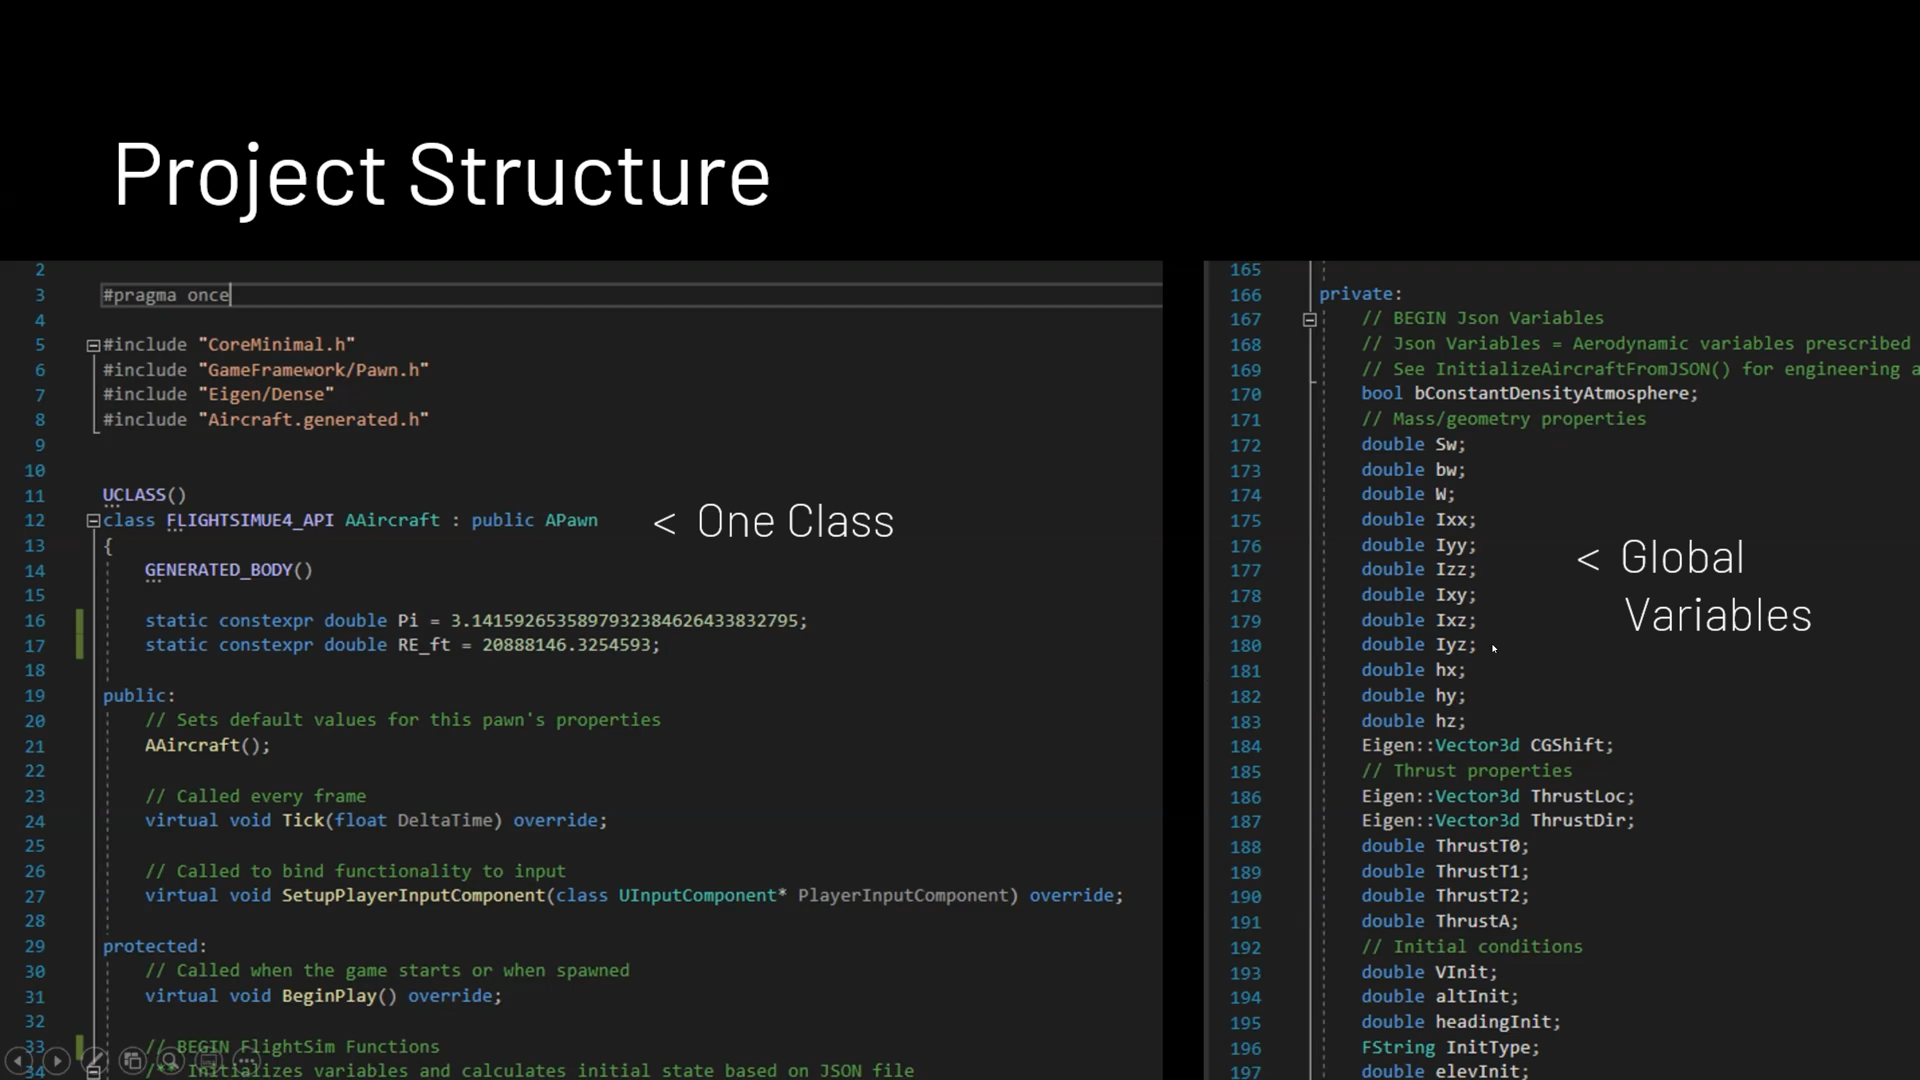 Project Structure
2
3 #pragma once
4
5 #include "CoreMinimal.h"
6 #include "GameFramework/Pawn.h"
7 #include "Eigen/Dense"
8 #include "Aircraft.generated.h"
9
10
11 UCLASS()
12 class FLIGHTSIMUE4_API AAircraft : public APawn
< One Class
13 {
14 GENERATED_BODY()
15
16 static constexpr double Pi = 3.1415926535897932384626433832795;
17 static constexpr double RE_ft = 20888146.3254593;
18
19 public:
20 // Sets default values for this pawn's properties
21 AAircraft();
22
23 // Called every frame
24 virtual void Tick(float DeltaTime) override;
25
26 // Called to bind functionality to input
27 virtual void SetupPlayerInputComponent(class UInputComponent* PlayerInputComponent) override;
28
29 protected:
30 // Called when the game starts or when spawned
31 virtual void BeginPlay() override;
32
33 // BEGIN FlightSim Functions
34 /** Initializes variables and calculates initial state based on JSON file
165
166 private:
167 // BEGIN Json Variables
168 // Json Variables = Aerodynamic variables prescribed
169 // See InitializeAircraftFromJSON() for engineering a
170 bool bConstantDensityAtmosphere;
171 // Mass/geometry properties
172 double Sw;
173 double bw;
174 double W;
175 double Ixx;
176 double Iyy;
177 double Izz;
178 double Ixy;
179 double Ixz;
180 double Iyz;
181 double hx;
182 double hy;
183 double hz;
184 Eigen::Vector3d CGShift;
185 // Thrust properties
186 Eigen::Vector3d ThrustLoc;
187 Eigen::Vector3d ThrustDir;
188 double ThrustT0;
189 double ThrustT1;
190 double ThrustT2;
191 double ThrustA;
192 // Initial conditions
193 double VInit;
194 double altInit;
195 double headingInit;
196 FString InitType;
197 double elevInit;
< Global
Variables